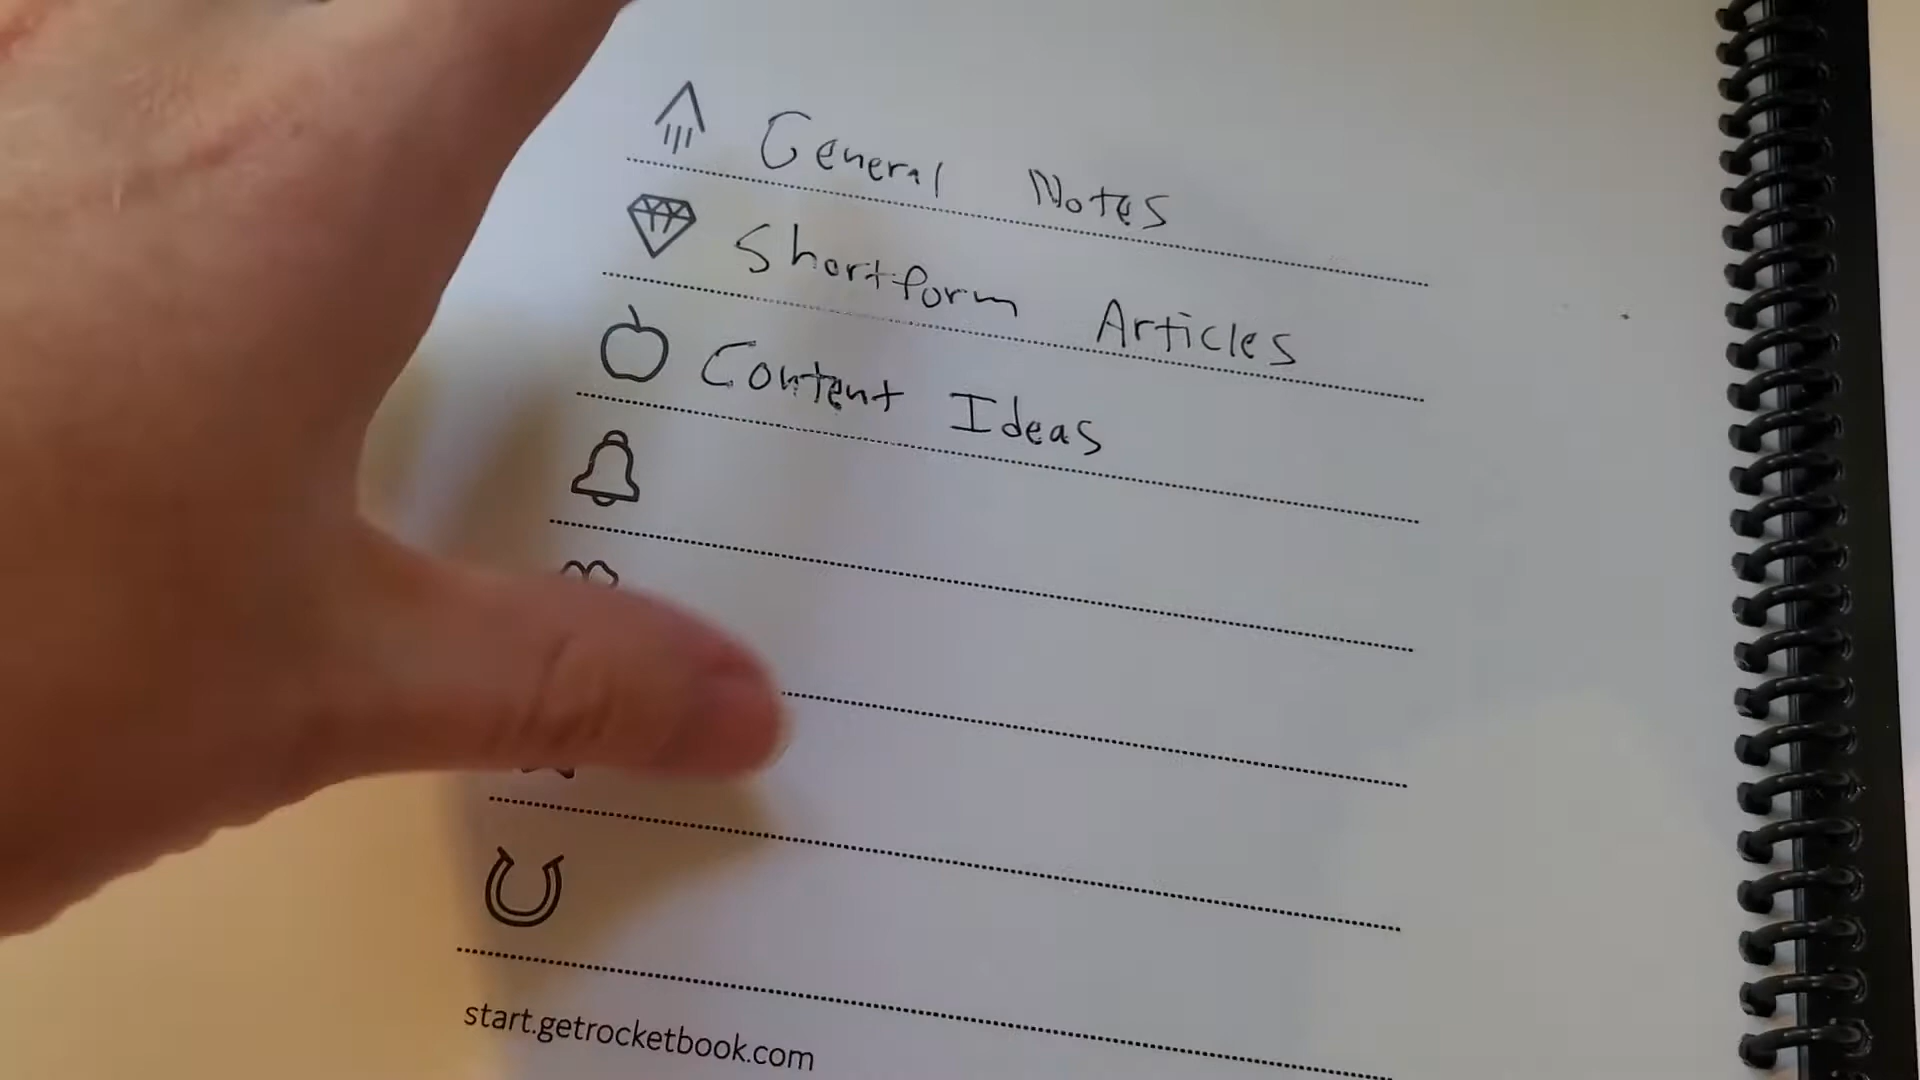 General Notes
Shortform Articles
Content Ideas
start.getrocketbook.com